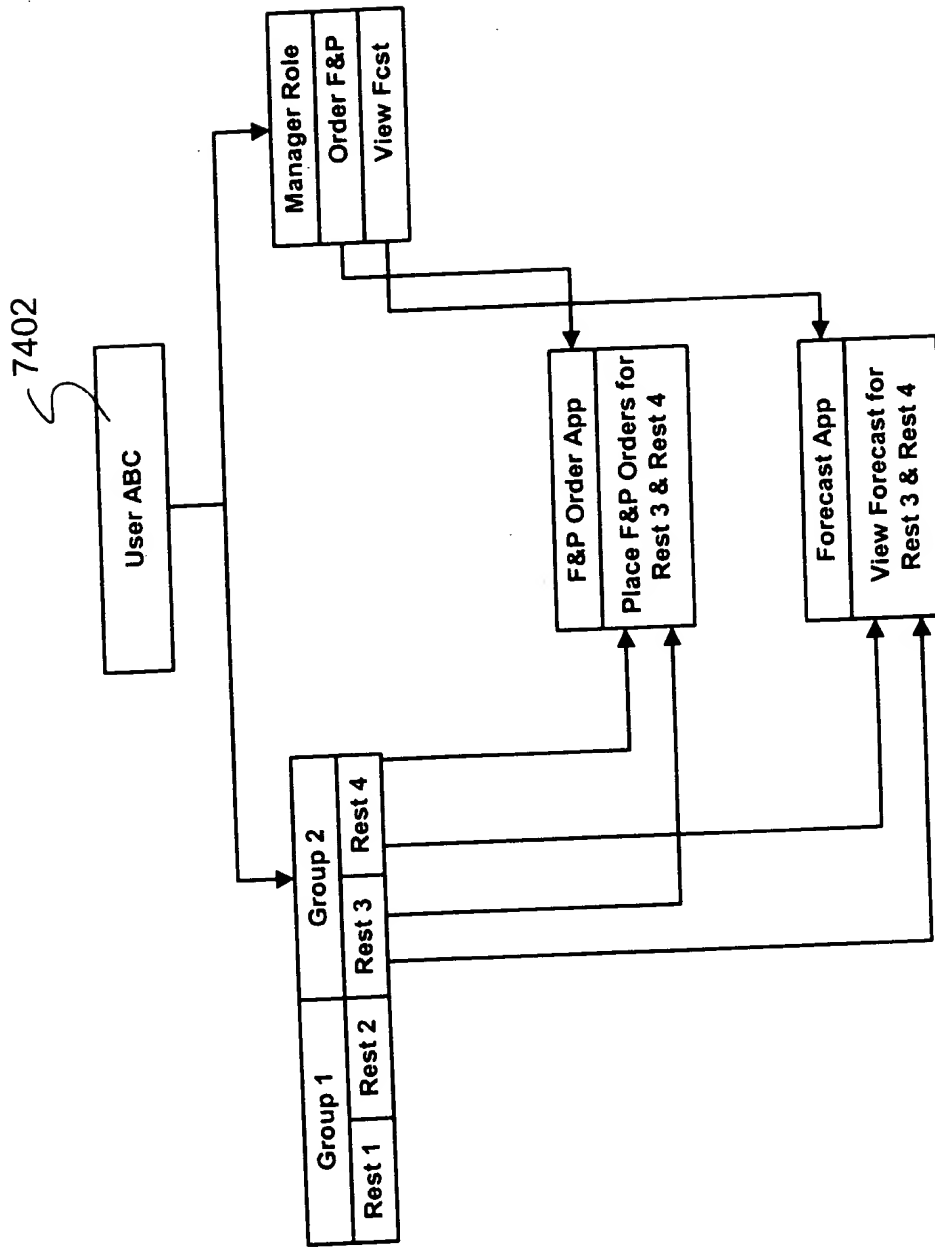 7402
User ABC
Manager Role
Order F&P
View Fcst
Group 1
Group 2
Rest 1
Rest 2
Rest 3
Rest 4
F&P Order App
Place F&P Orders for
Rest 3 & Rest 4
Forecast App
View Forecast for
Rest 3 & Rest 4